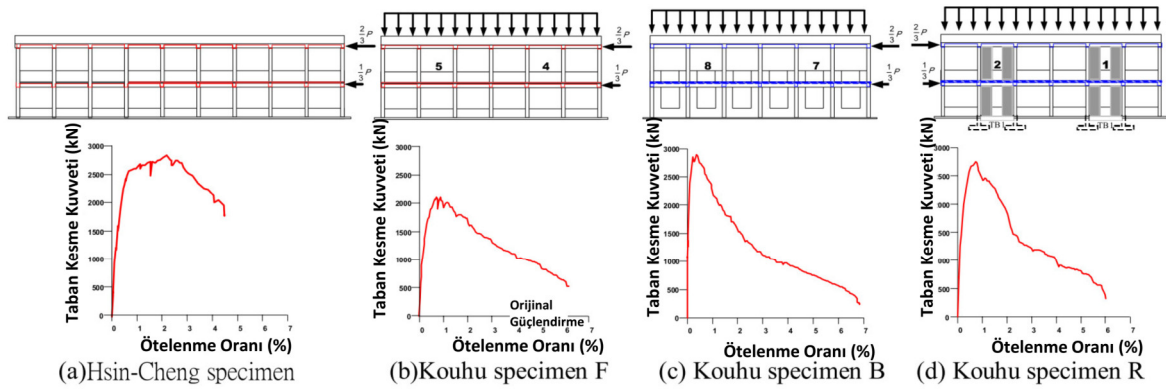 2/3 P
1/3 P
2/3 P
1/3 P
5
4
2/3 P
1/3 P
8
7
2/3 P
1/3 P
2
1
TB
TB
Taban Kesme Kuvveti (kN)
3000
2500
2000
1500
1000
500
0
0 1 2 3 4 5 6 7
Ötelenme Oranı (%)
(a)Hsin-Cheng specimen
Taban Kesme Kuvveti (kN)
3000
2500
2000
1500
1000
500
0
Orijinal
Güçlendirme
0 1 2 3 4 5 6 7
Ötelenme Oranı (%)
(b)Kouhu specimen F
Taban Kesme Kuvveti (kN)
3000
2500
2000
1500
1000
500
0
0 1 2 3 4 5 6 7
Ötelenme Oranı (%)
(c) Kouhu specimen B
Taban Kesme Kuvveti (kN)
3000
2500
2000
1500
1000
500
0
0 1 2 3 4 5 6 7
Ötelenme Oranı (%)
(d) Kouhu specimen R